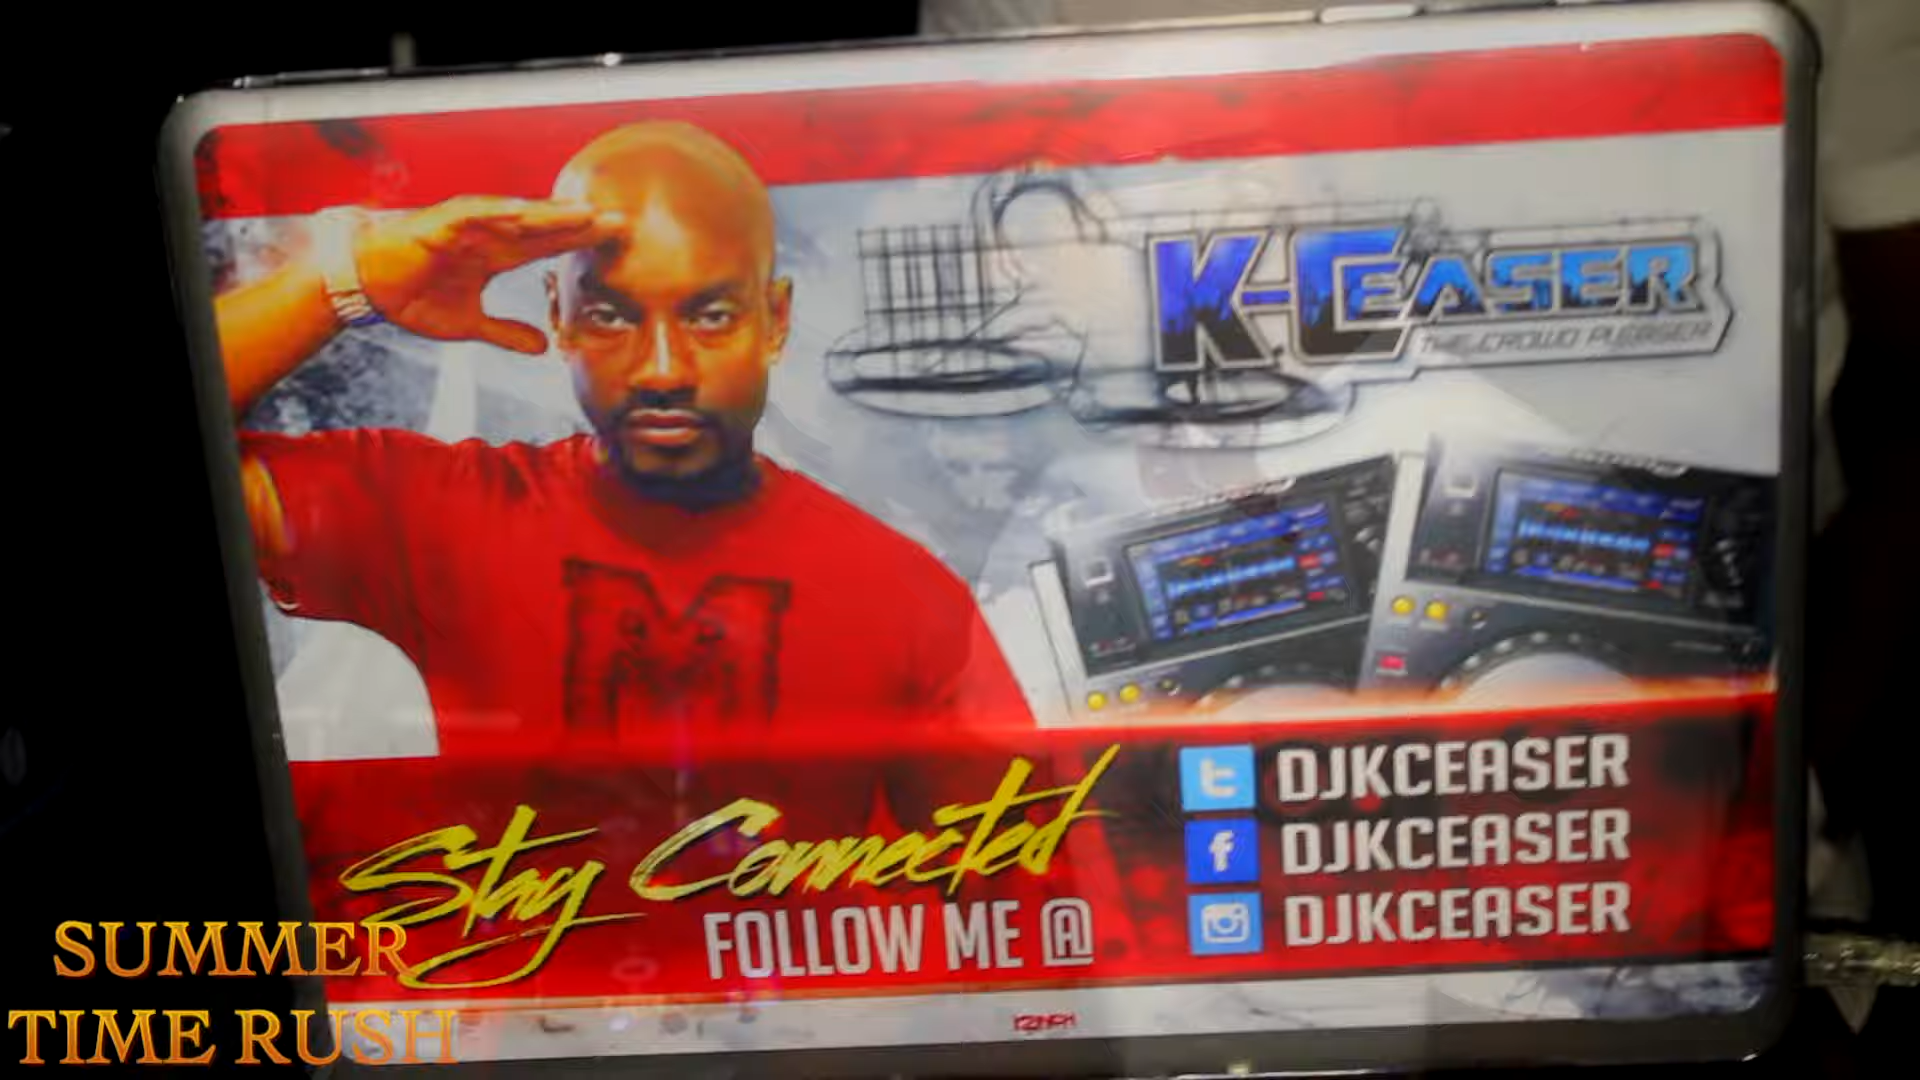 K-CEASER
THE CROWD PLEASER
M
DJKCEASER
DJKCEASER
DJKCEASER
Stay Connected
FOLLOW ME @
SUMMER
TIME RUSH